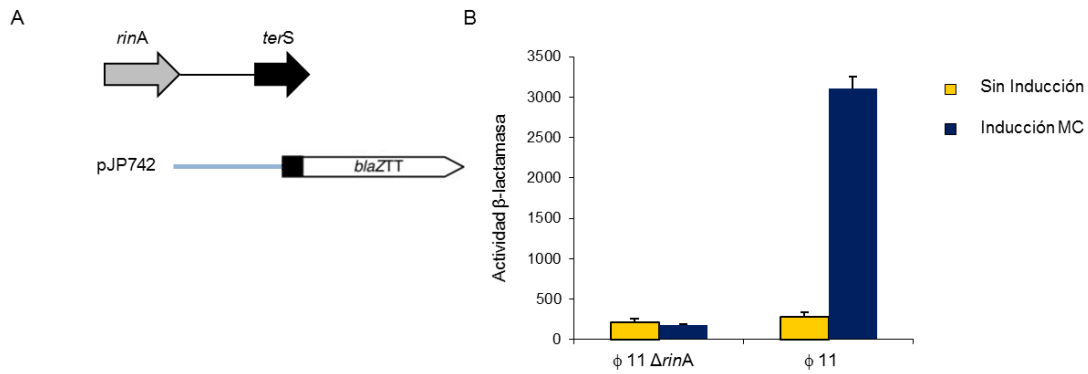 A
rinA
terS
pJP742
blaZTT
B
Actividad β-lactamasa
3500
3000
2500
2000
1500
1000
500
0
ϕ 11 ΔrinA
ϕ 11
Sin Inducción
Inducción MC